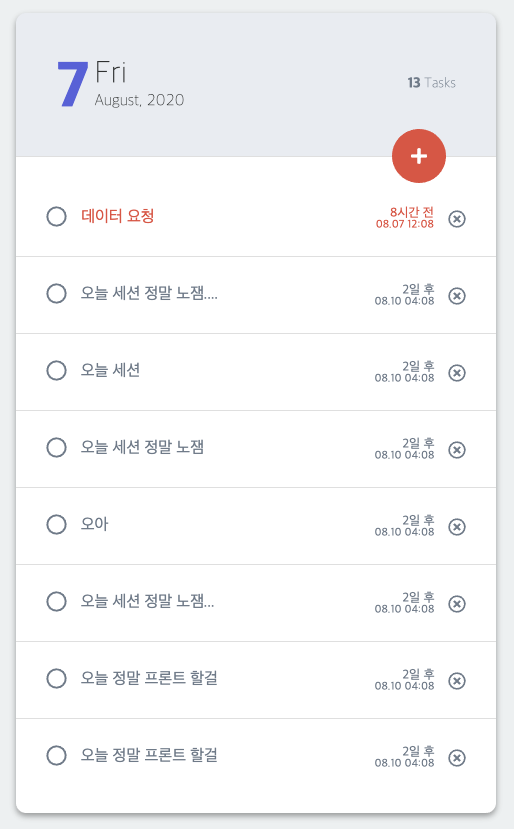 7 Fri
August, 2020
13 Tasks
+
데이터 요청
8시간 전
08.07 12:08
오늘 세션 정말 노잼....
2일 후
08.10 04:08
오늘 세션
2일 후
08.10 04:08
오늘 세션 정말 노잼
2일 후
08.10 04:08
오아
2일 후
08.10 04:08
오늘 세션 정말 노잼...
2일 후
08.10 04:08
오늘 정말 프론트 할걸
2일 후
08.10 04:08
오늘 정말 프론트 할걸
2일 후
08.10 04:08